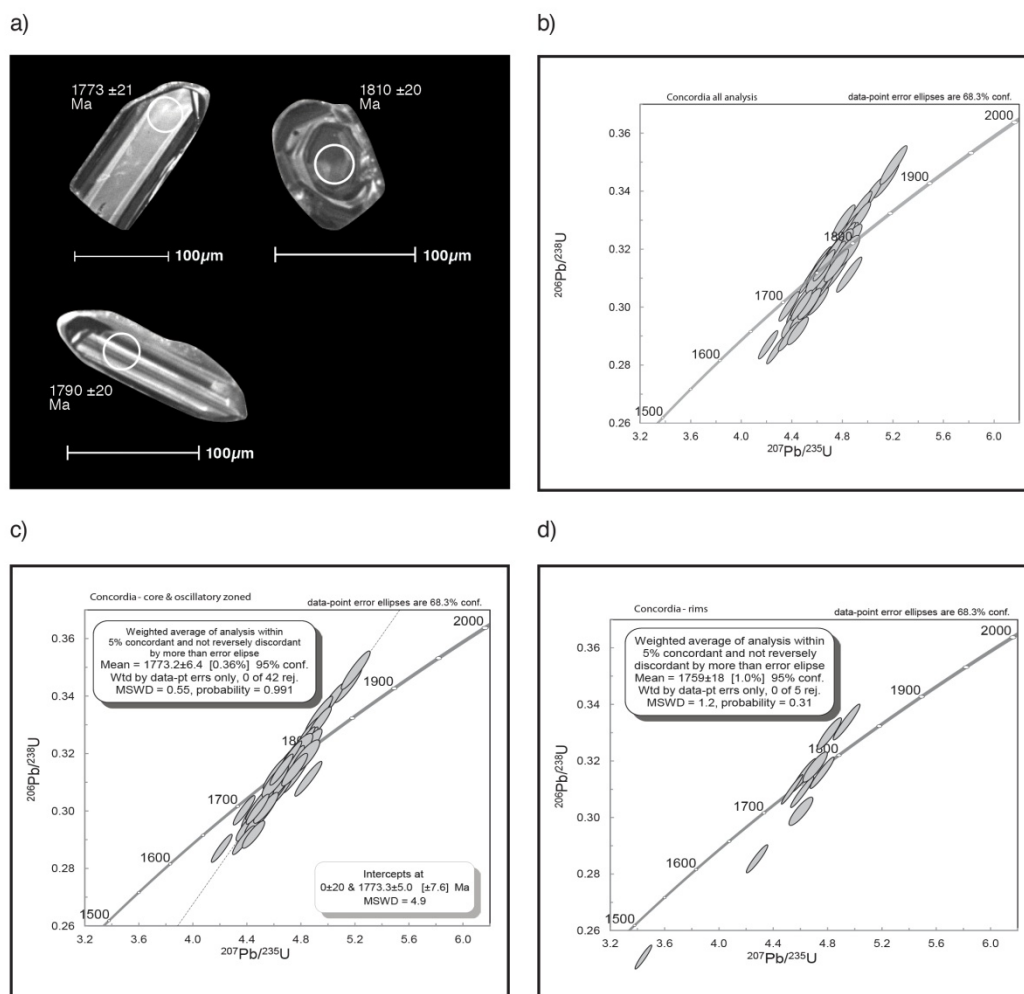 a)
b)
1773 ±21
Ma
1810 ±20
Ma
100µm
100µm
1790 ±20
Ma
100µm
Concordia all analysis
data-point error ellipses are 68.3% conf.
0.36
0.34
0.32
0.30
0.28
0.26
²⁰⁶Pb/²³⁸U
2000
1900
1700
1600
1500
3.2 4.0 4.4 4.8 5.2 5.6 6.0
²⁰⁷Pb/²³⁵U
c)
d)
Concordia - core & oscillatory zoned
data-point error ellipses are 68.3% conf.
Weighted average of analysis within
5% concordant and not reversely discordant
by more than error elipse
Mean = 1773.2±6.4 [0.36%] 95% conf.
Wtd by data-pt errs only, 0 of 42 rej.
MSWD = 0.55, probability = 0.991
0.36
0.34
0.32
0.30
0.28
0.26
²⁰⁶Pb/²³⁸U
2000
1900
1700
1600
1500
Intercepts at
0±20 & 1773.3±5.0 [±7.6] Ma
MSWD = 4.9
3.2 3.6 4.0 4.4 4.8 5.2 5.6 6.0
²⁰⁷Pb/²³⁵U
Concordia - rims
data-point error ellipses are 68.3% conf.
Weighted average of analysis within
5% concordant and not reversely
discordant by more than error elipse
Mean = 1759±18 [1.0%] 95% conf.
Wtd by data-pt errs only, 0 of 5 rej.
MSWD = 1.2, probability = 0.31
0.36
0.34
0.32
0.30
0.28
0.26
²⁰⁶Pb/²³⁸U
2000
1900
1800
1700
1600
1500
3.2 3.6 4.0 4.4 4.8 5.2 5.6 6.0
²⁰⁷Pb/²³⁵U